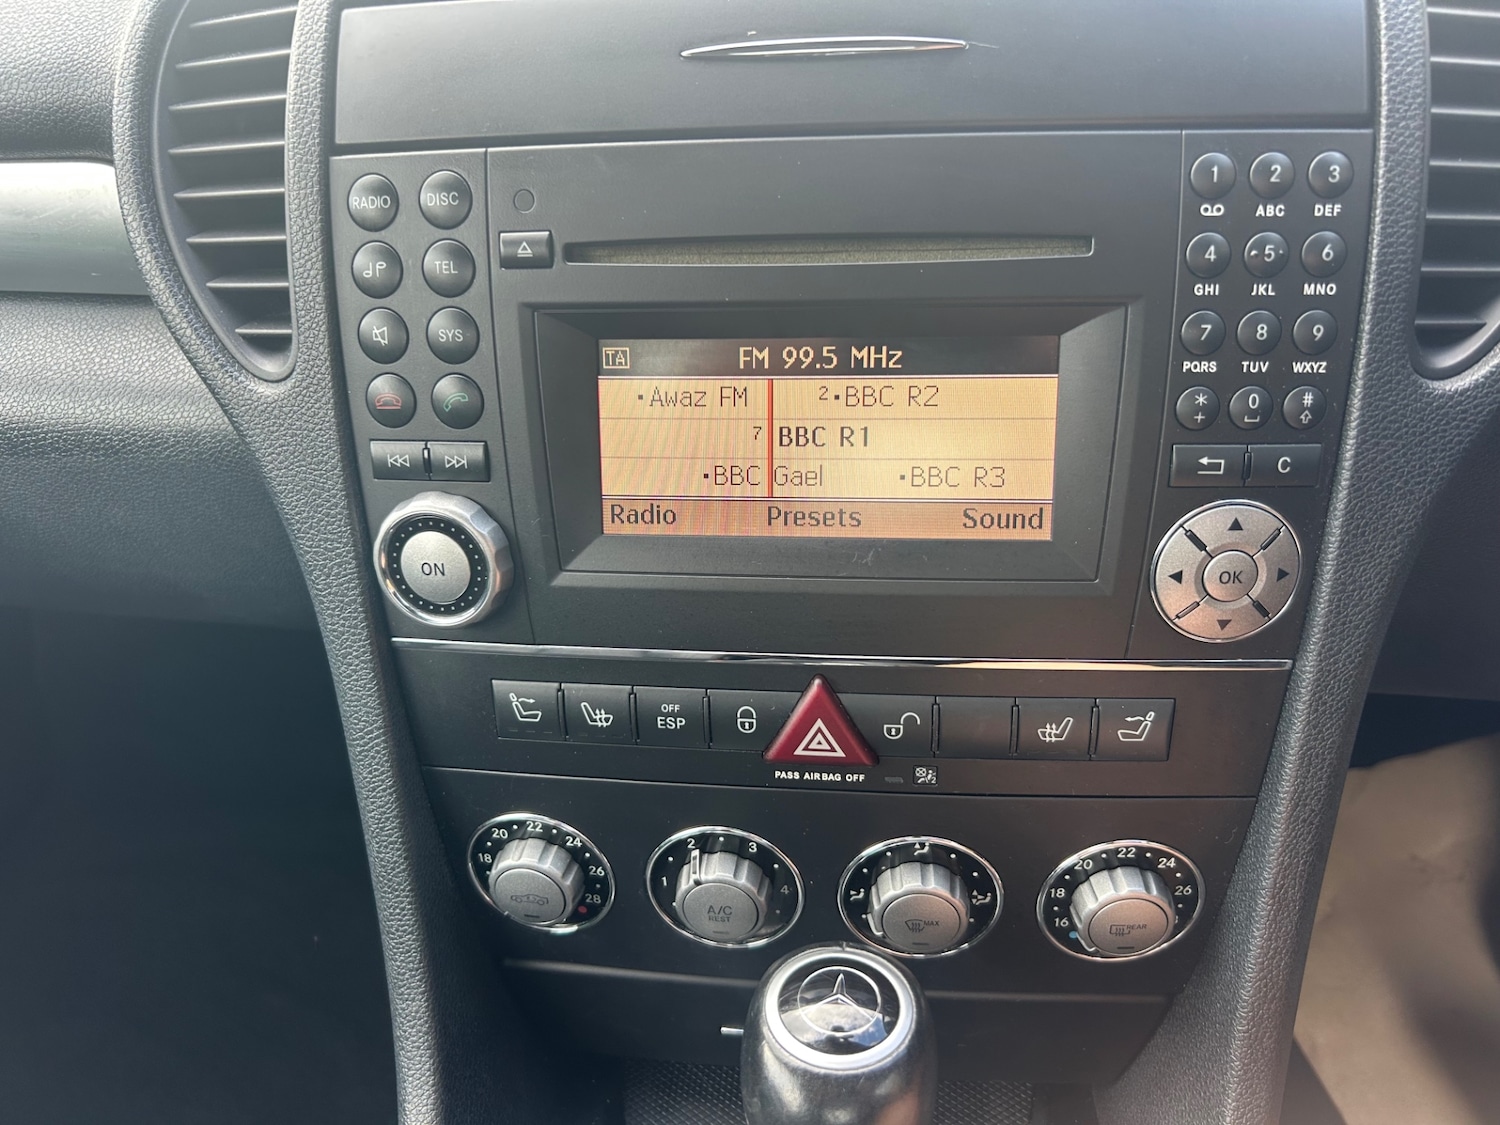 RADIO DISC
TEL
SYS
ON
TA FM 99.5 MHz
Awaz FM 2 BBC R2
7 BBC R1
BBC Gael BBC R3
Radio Presets Sound
1 2 3
ABC DEF
4 5 6
GHI JKL MNO
7 8 9
PQRS TUV WXYZ
* 0 #
+
C
OK
OFF
ESP
PASS AIRBAG OFF
18 20 22 24 26 28
1 2 3 4
A/C
REST
MAX
16 18 20 22 24 26
REAR